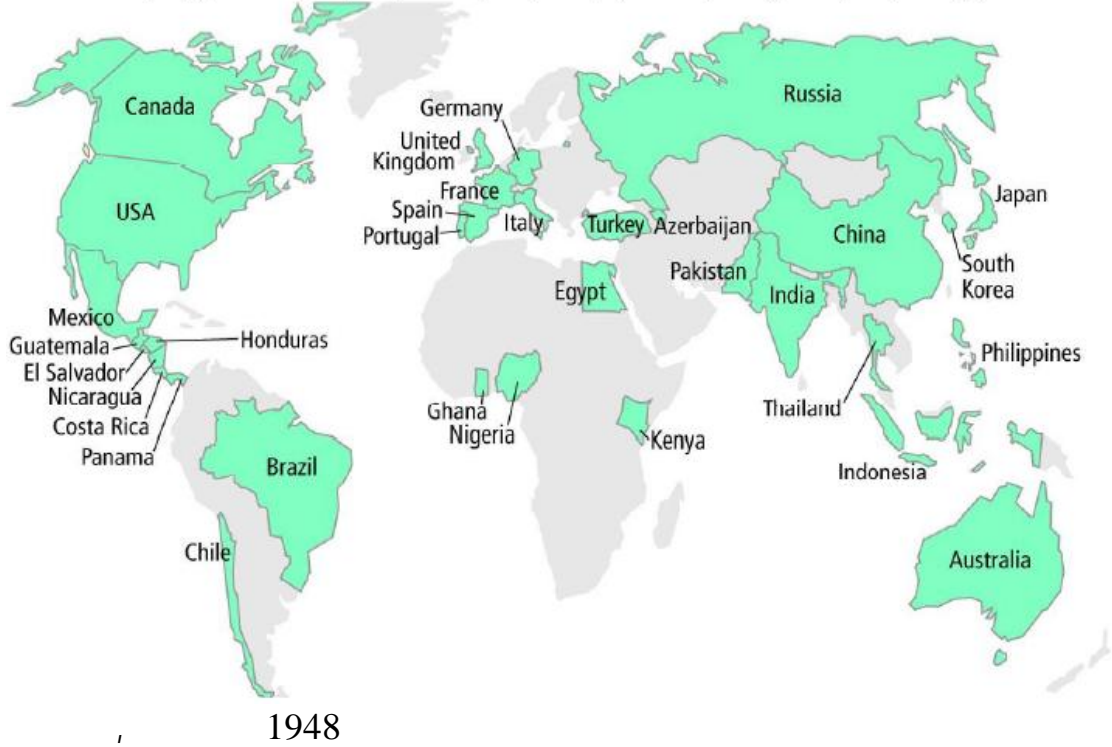 Canada
Russia
Germany
United
Kingdom
France
Spain
Portugal
Italy
Turkey
Azerbaijan
USA
Japan
China
South
Korea
Pakistan
India
Egypt
Mexico
Guatemala
El Salvador
Nicaragua
Costa Rica
Panama
Honduras
Philippines
Thailand
Ghana
Nigeria
Kenya
Brazil
Indonesia
Chile
Australia
1948